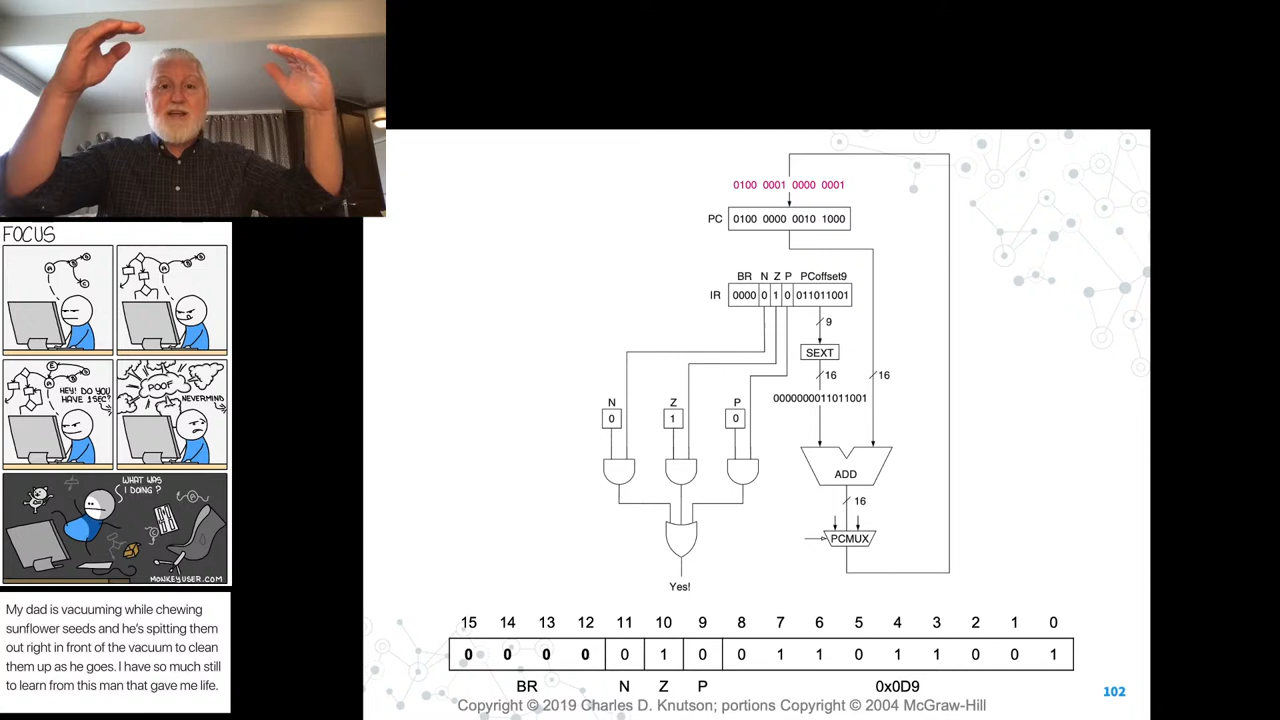 FOCUS
HEY! DO YOU
HAVE 1 SEC?
POOF
NEVERMIND
WHAT WAS
I DOING?
MONKEYUSER.COM
My dad is vacuuming while chewing
sunflower seeds and he's spitting them
out right in front of the vacuum to clean
them up as he goes. I have so much still
to learn from this man that gave me life.
0100 0001 0000 0001
PC 0100 0000 0010 1000
BR N Z P PCoffset9
IR 0000 0 1 0 011011001
9
SEXT
16 16
0000000011011001
N Z P
0 1 0
ADD
16
PCMUX
Yes!
15 14 13 12 11 10 9 8 7 6 5 4 3 2 1 0
0 0 0 0 0 1 0 0 1 1 0 1 1 0 0 1
BR N Z P 0x0D9
102
Copyright © 2019 Charles D. Knutson; portions Copyright © 2004 McGraw-Hill